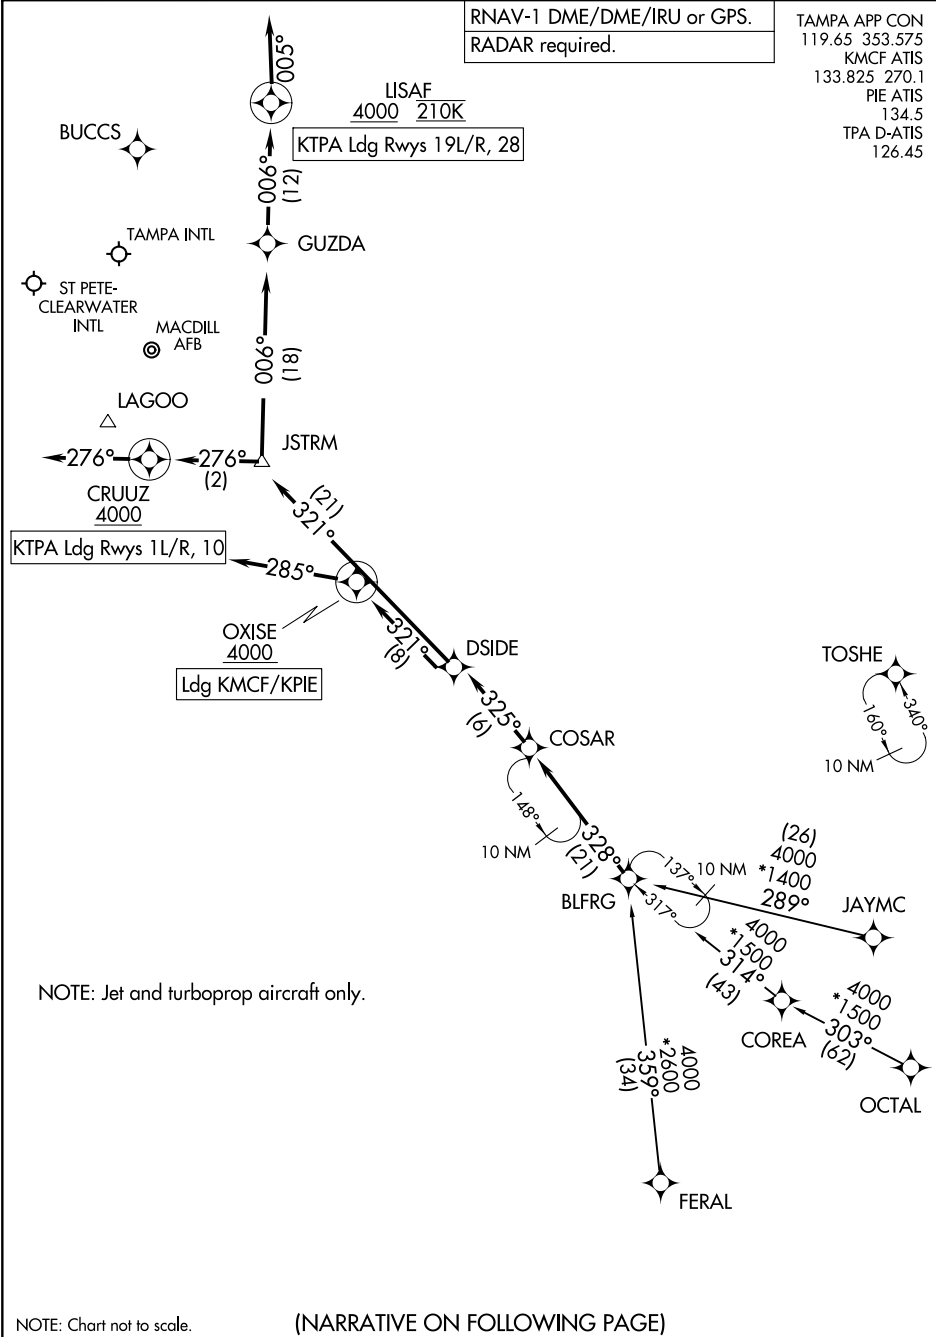 RNAV-1 DME/DME/IRU or GPS.
RADAR required.
TAMPA APP CON
119.65 353.575
KMCF ATIS
133.825 270.1
PIE ATIS
134.5
TPA D-ATIS
126.45
005°
LISAF
4000 210K
KTPA Ldg Rwys 19L/R, 28
BUCCS
006°
(12)
TAMPA INTL
GUZDA
ST PETE-
CLEARWATER
INTL
MACDILL
AFB
006°
(18)
LAGOO
JSTRM
276°
276°
(2)
CRUUZ
4000
KTPA Ldg Rwys 1L/R, 10
(21)
321°
285°
OXISE
4000
Ldg KMCF/KPIE
321°
(8)
DSIDE
TOSHE
340°
160°
10 NM
325°
(6)
COSAR
148°
10 NM
328°
(21)
BLFRG
137°
10 NM
317°
(26)
4000
*1400
289°
JAYMC
4000
*1500
314°
(43)
COREA
4000
*1500
303°
(62)
OCTAL
4000
*2600
359°
(34)
FERAL
NOTE: Jet and turboprop aircraft only.
NOTE: Chart not to scale.
(NARRATIVE ON FOLLOWING PAGE)